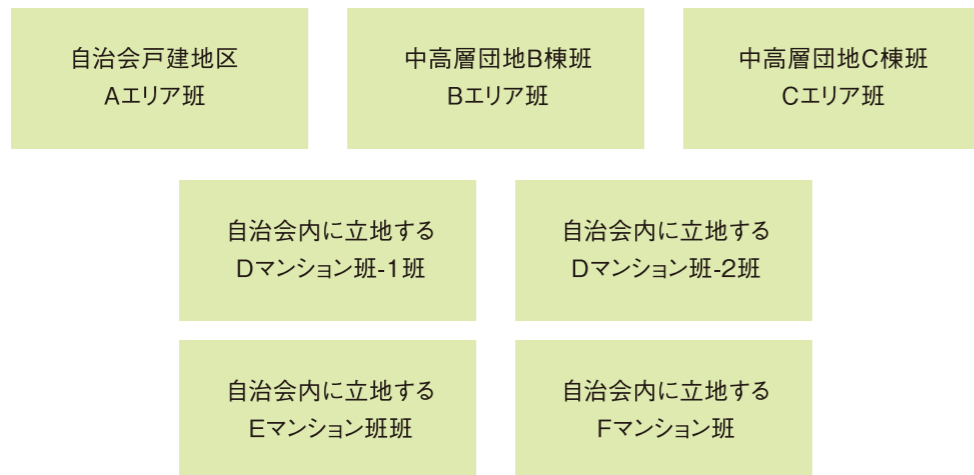 自治会戸建地区
Aエリア班
中高層団地B棟班
Bエリア班
中高層団地C棟班
Cエリア班
自治会内に立地する
Dマンション班-1班
自治会内に立地する
Dマンション班-2班
自治会内に立地する
Eマンション班班
自治会内に立地する
Fマンション班